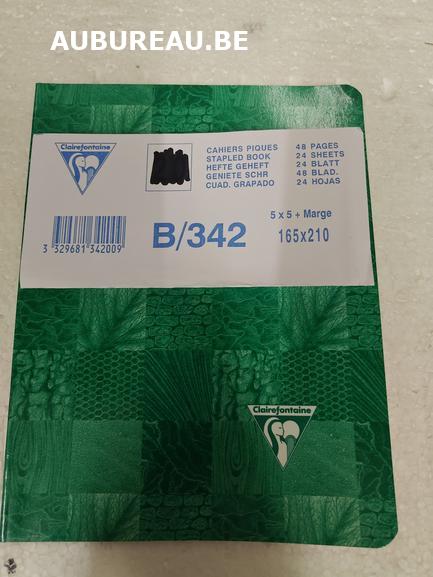 AUBUREAU.BE
Clairefontaine
CAHIERS PIQUES 48 PAGES
STAPLED BOOK 24 SHEETS
HEFTE GEHEFT 24 BLATT
GENIETE SCHR 48 BLAD.
CUAD. GRAPADO 24 HOJAS
5 x 5 + Marge
B/342 165x210
3 329681 342009
Clairefontaine